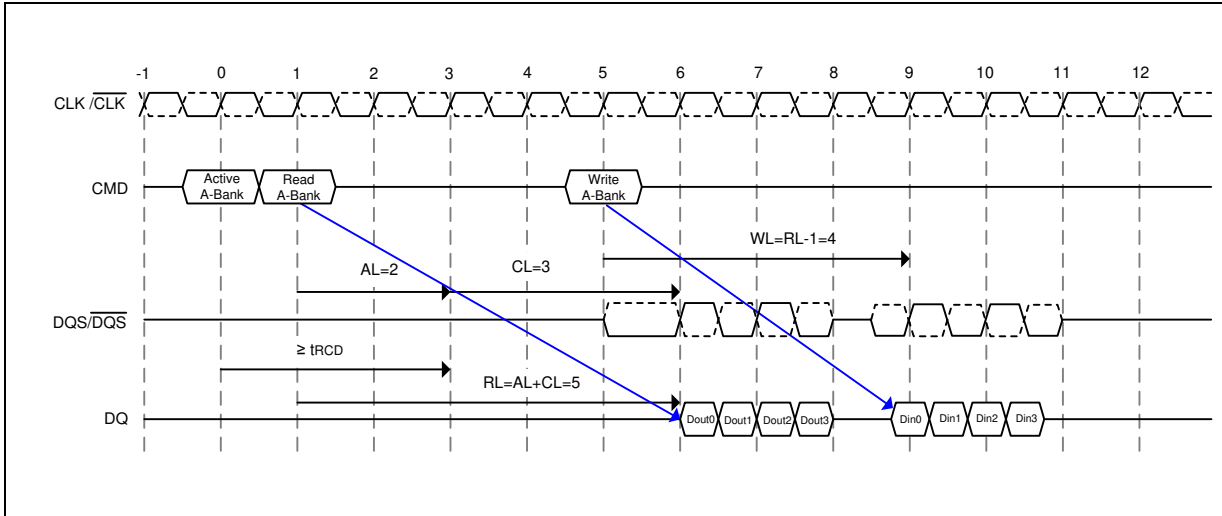 -1 0 1 2 3 4 5 6 7 8 9 10 11 12
CLK /CLK
CMD
Active
A-Bank
Read
A-Bank
Write
A-Bank
WL=RL-1=4
AL=2
CL=3
DQS/DQS
≥ tRCD
RL=AL+CL=5
DQ
Dout0 Dout1 Dout2 Dout3
Din0 Din1 Din2 Din3